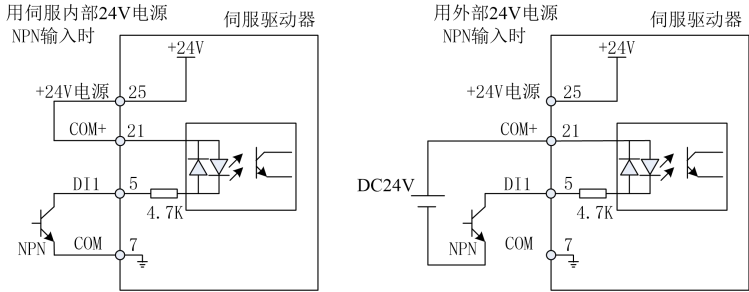 用伺服内部24V电源
NPN输入时
伺服驱动器
+24V
+24V电源
25
COM+
21
DI1
5
4.7K
NPN
COM
7
用外部24V电源
NPN输入时
伺服驱动器
+24V
+24V电源
25
COM+
21
DC24V
DI1
5
4.7K
NPN
COM
7